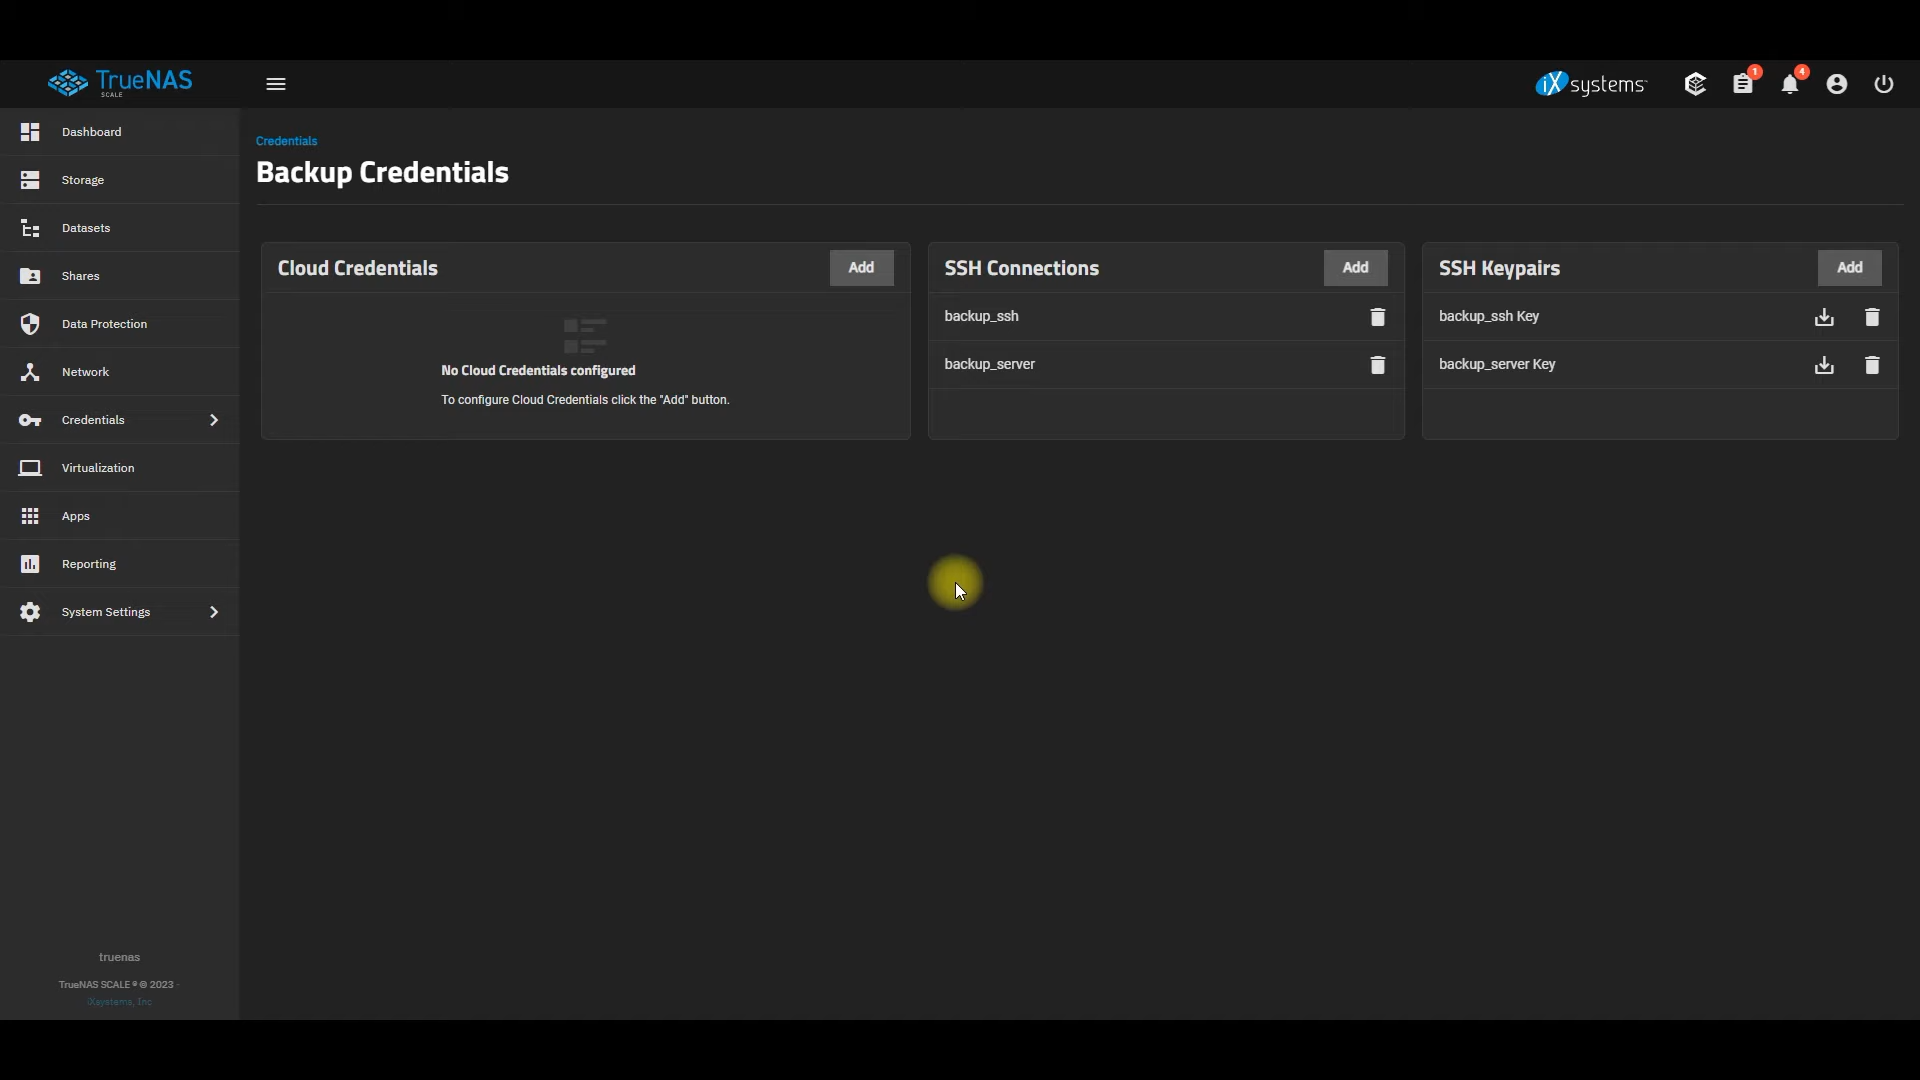 TrueNAS
SCALE
iX systems
1
4
Dashboard
Storage
Datasets
Shares
Data Protection
Network
Credentials
Virtualization
Apps
Reporting
System Settings
truenas
TrueNAS SCALE ® © 2023 -
iXsystems, Inc
Credentials
Backup Credentials
Cloud Credentials
Add
No Cloud Credentials configured
To configure Cloud Credentials click the "Add" button.
SSH Connections
Add
backup_ssh
backup_server
SSH Keypairs
Add
backup_ssh Key
backup_server Key